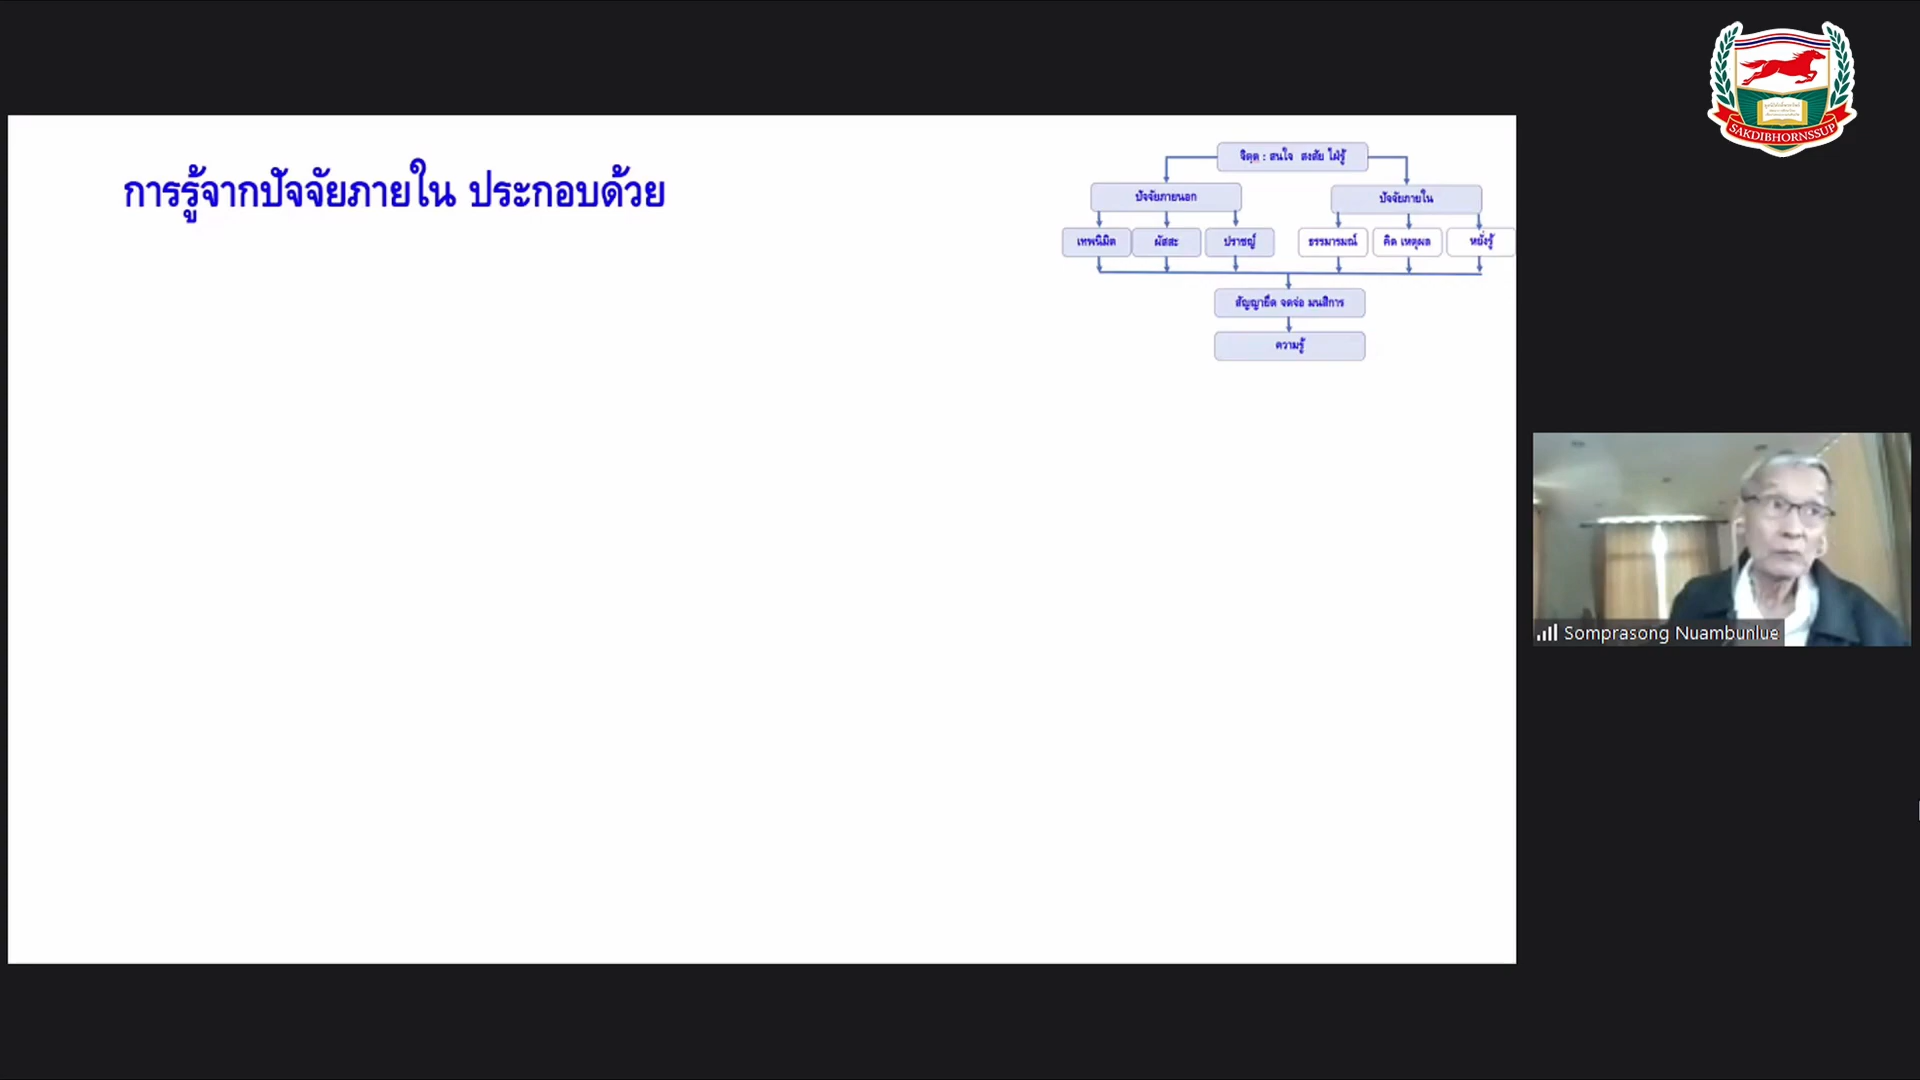 SAKDIBHORNSSUP
การรู้จากปัจจัยภายใน ประกอบด้วย
จิตฺต : สนใจ สงสัย ใฝ่รู้
ปัจจัยภายนอก
ปัจจัยภายใน
เทพนิมิต
ผัสสะ
ปราชญ์
ธรรมารมณ์
คิด เหตุผล
หยั่งรู้
สัญญายึด จดจ่อ มนสิการ
ความรู้
Somprasong Nuambunlue